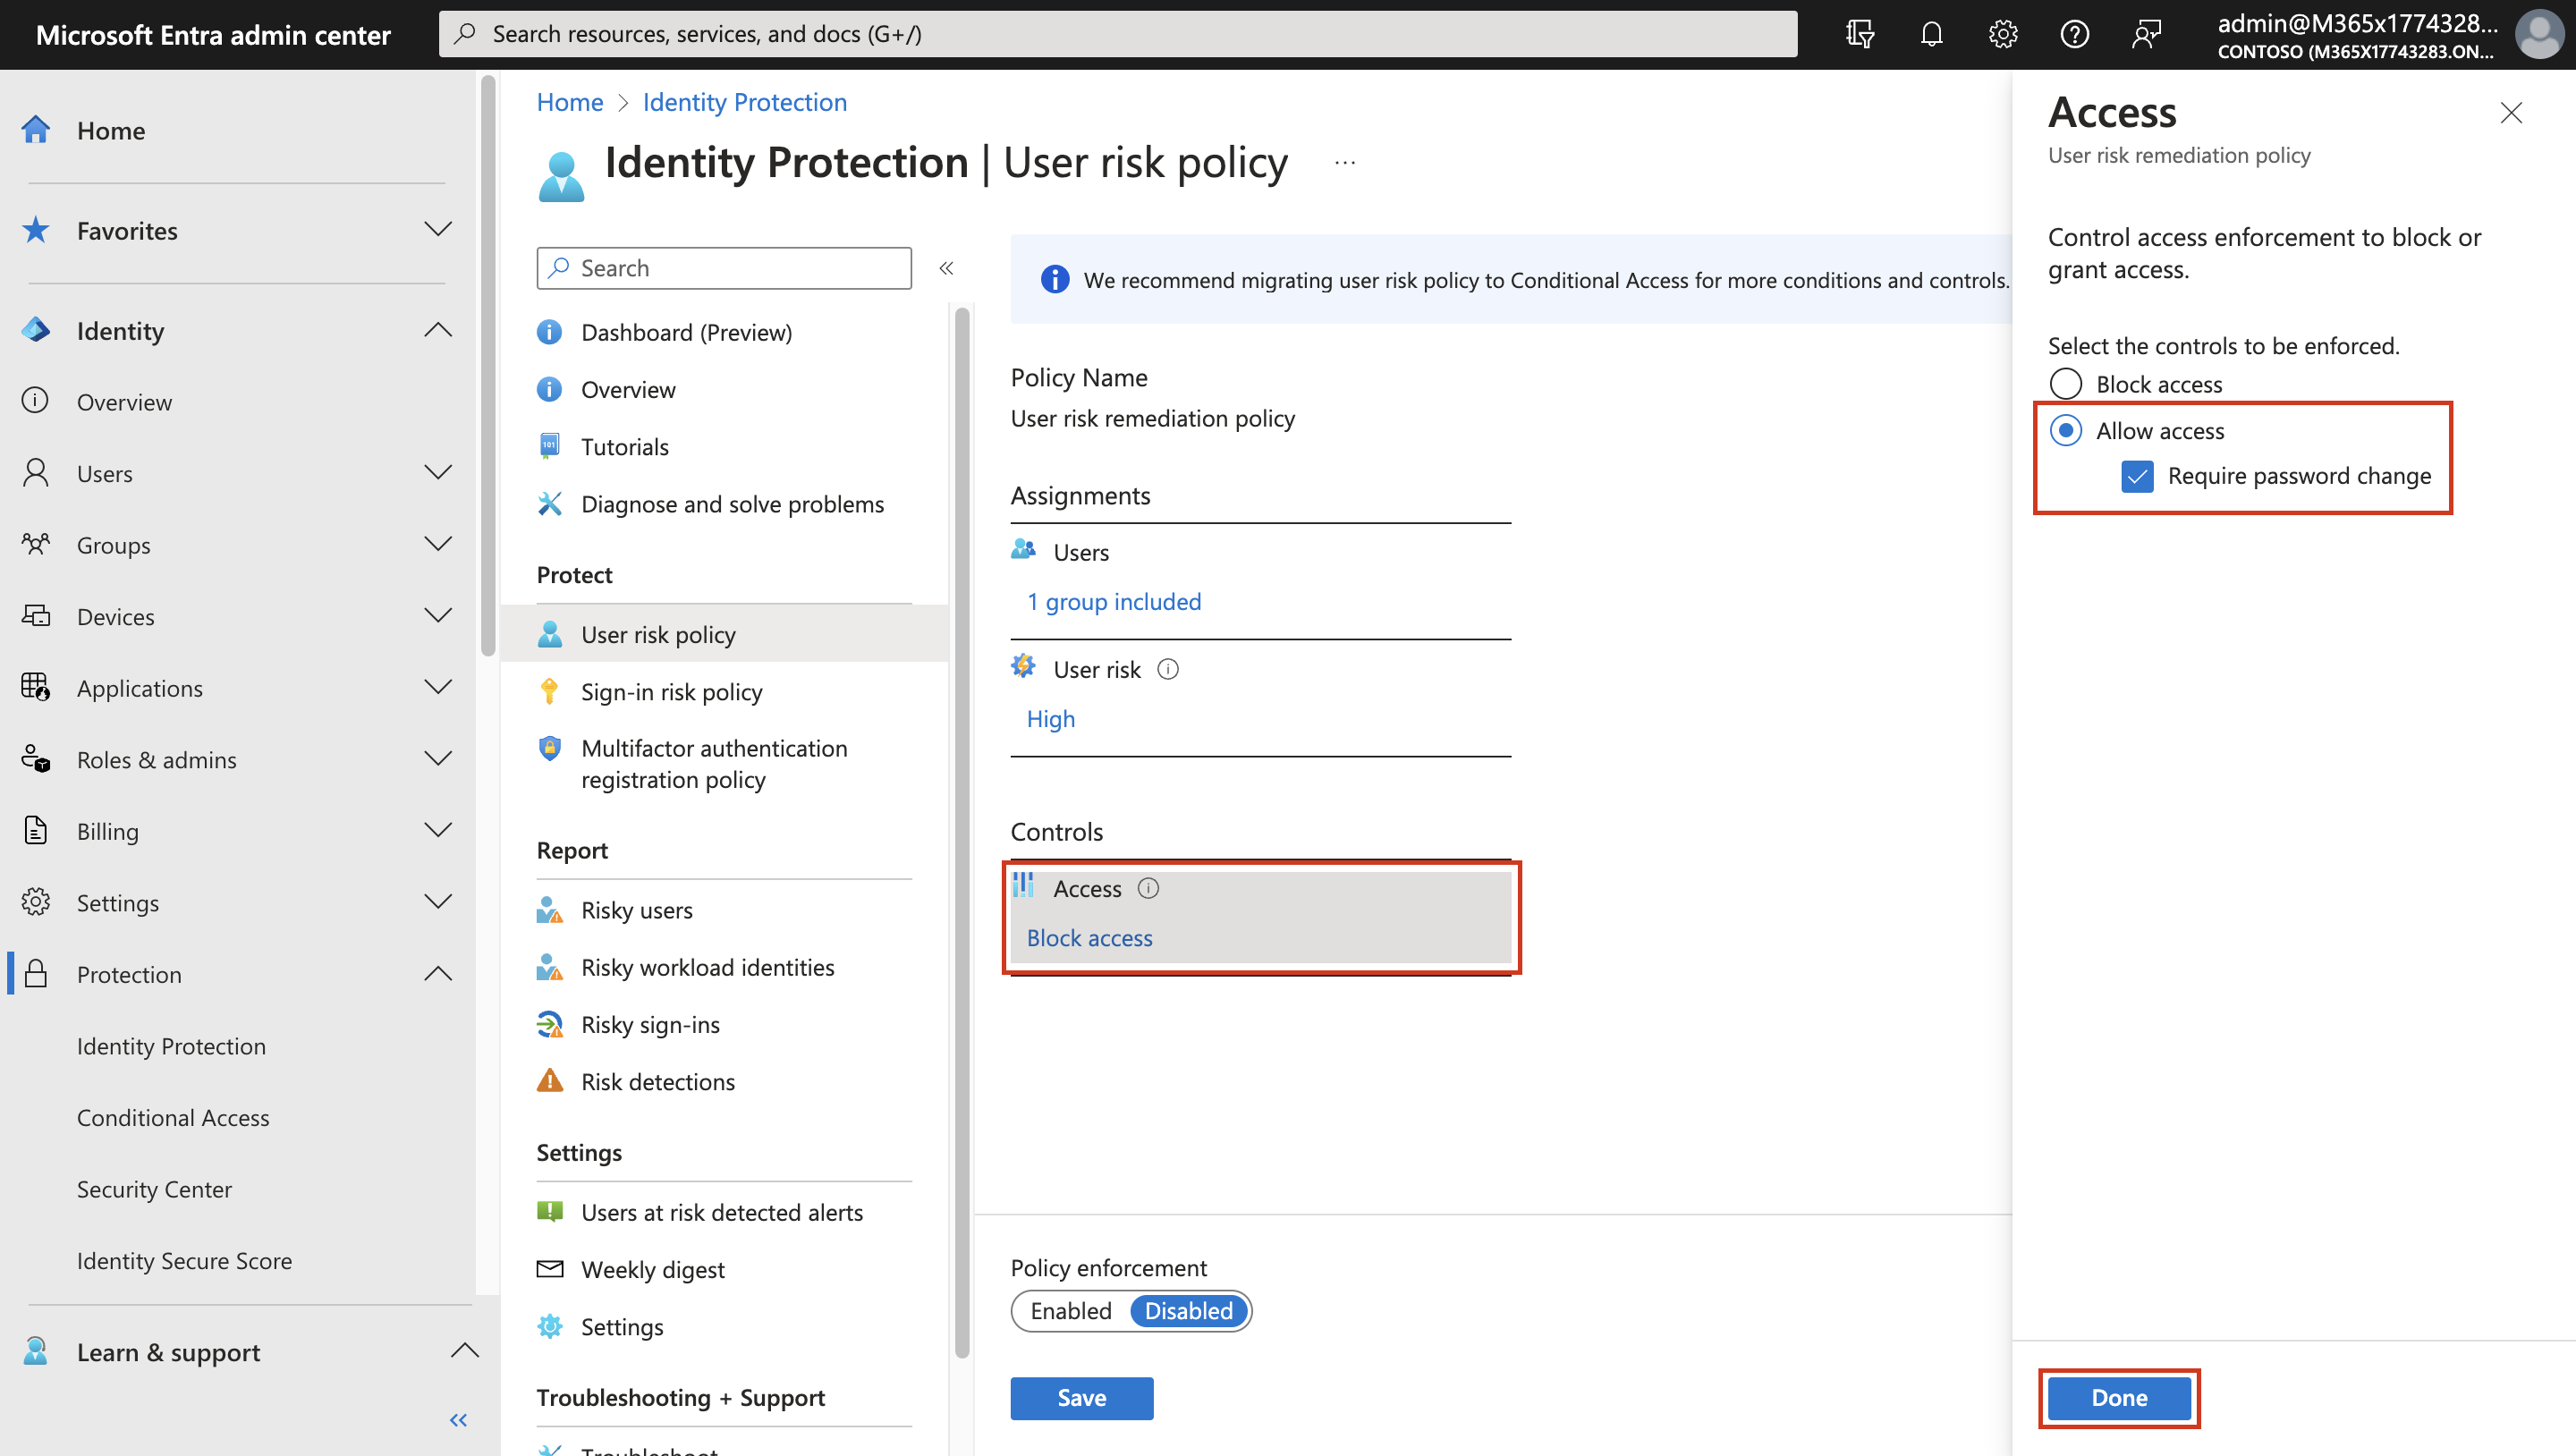 Microsoft Entra admin center
Search resources, services, and docs (G+/)
admin@M365x1774328...
CONTOSO (M365X17743283.ON...
Home
Favorites
Identity
Overview
Users
Groups
Devices
Applications
Roles & admins
Billing
Settings
Protection
Identity Protection
Conditional Access
Security Center
Identity Secure Score
Learn & support
Home > Identity Protection
Identity Protection | User risk policy ...
Search
Dashboard (Preview)
Overview
101
Tutorials
Diagnose and solve problems
Protect
User risk policy
Sign-in risk policy
Multifactor authentication
registration policy
Report
Risky users
Risky workload identities
Risky sign-ins
Risk detections
Settings
Users at risk detected alerts
Weekly digest
Settings
Troubleshooting + Support
Troubleshoot
We recommend migrating user risk policy to Conditional Access for more conditions and controls.
Policy Name
User risk remediation policy
Assignments
Users
1 group included
User risk
High
Controls
Access
Block access
Policy enforcement
Enabled Disabled
Save
Access
User risk remediation policy
Control access enforcement to block or
grant access.
Select the controls to be enforced.
Block access
Allow access
Require password change
Done